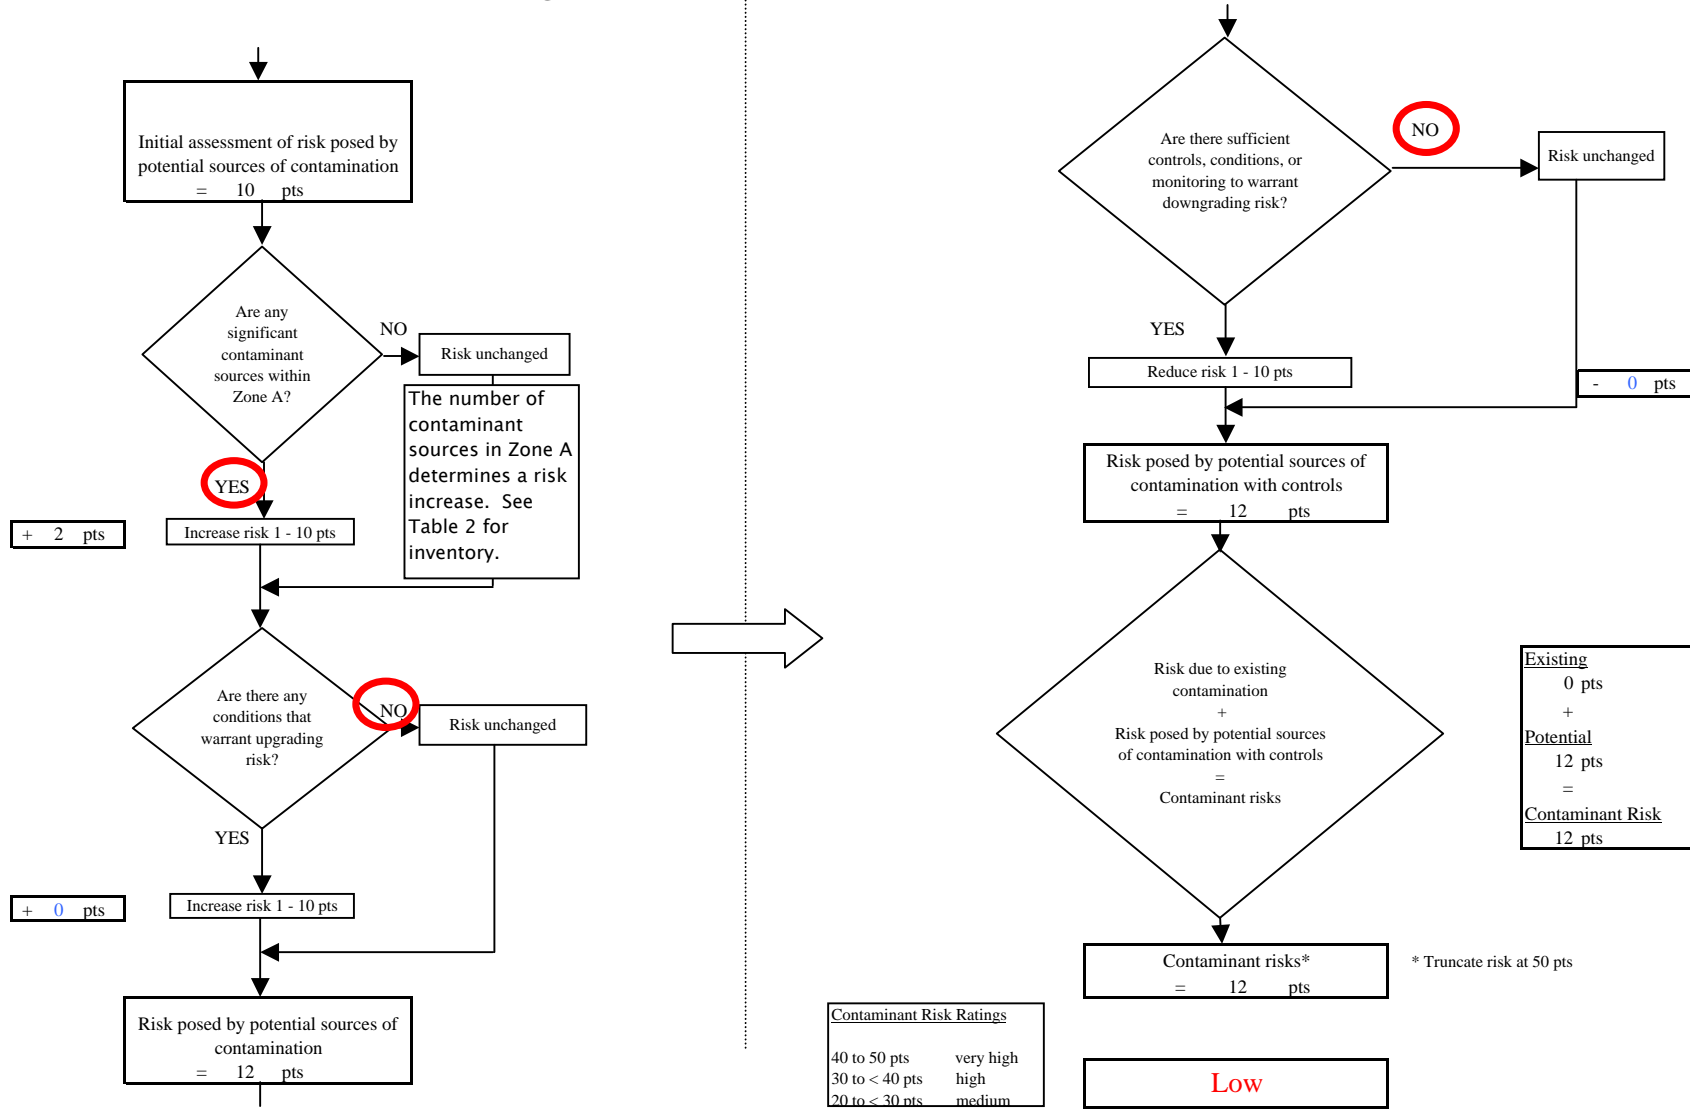 Initial assessment of risk posed by
potential sources of contamination
= 10 pts
Are any
significant
contaminant
sources within
Zone A?
NO
Risk unchanged
The number of
contaminant
sources in Zone A
determines a risk
increase. See
Table 2 for
inventory.
YES
+ 2 pts
Increase risk 1 - 10 pts
Are there any
conditions that
warrant upgrading
risk?
NO
Risk unchanged
YES
+ 0 pts
Increase risk 1 - 10 pts
Risk posed by potential sources of
contamination
= 12 pts
Are there sufficient
controls, conditions, or
monitoring to warrant
downgrading risk?
NO
Risk unchanged
YES
Reduce risk 1 - 10 pts
- 0 pts
Risk posed by potential sources of
contamination with controls
= 12 pts
Risk due to existing
contamination
+
Risk posed by potential sources
of contamination with controls
=
Contaminant risks
Existing
0 pts
+
Potential
12 pts
=
Contaminant Risk
12 pts
Contaminant risks*
= 12 pts
* Truncate risk at 50 pts
Contaminant Risk Ratings
40 to 50 pts very high
30 to < 40 pts high
20 to < 30 pts medium
Low